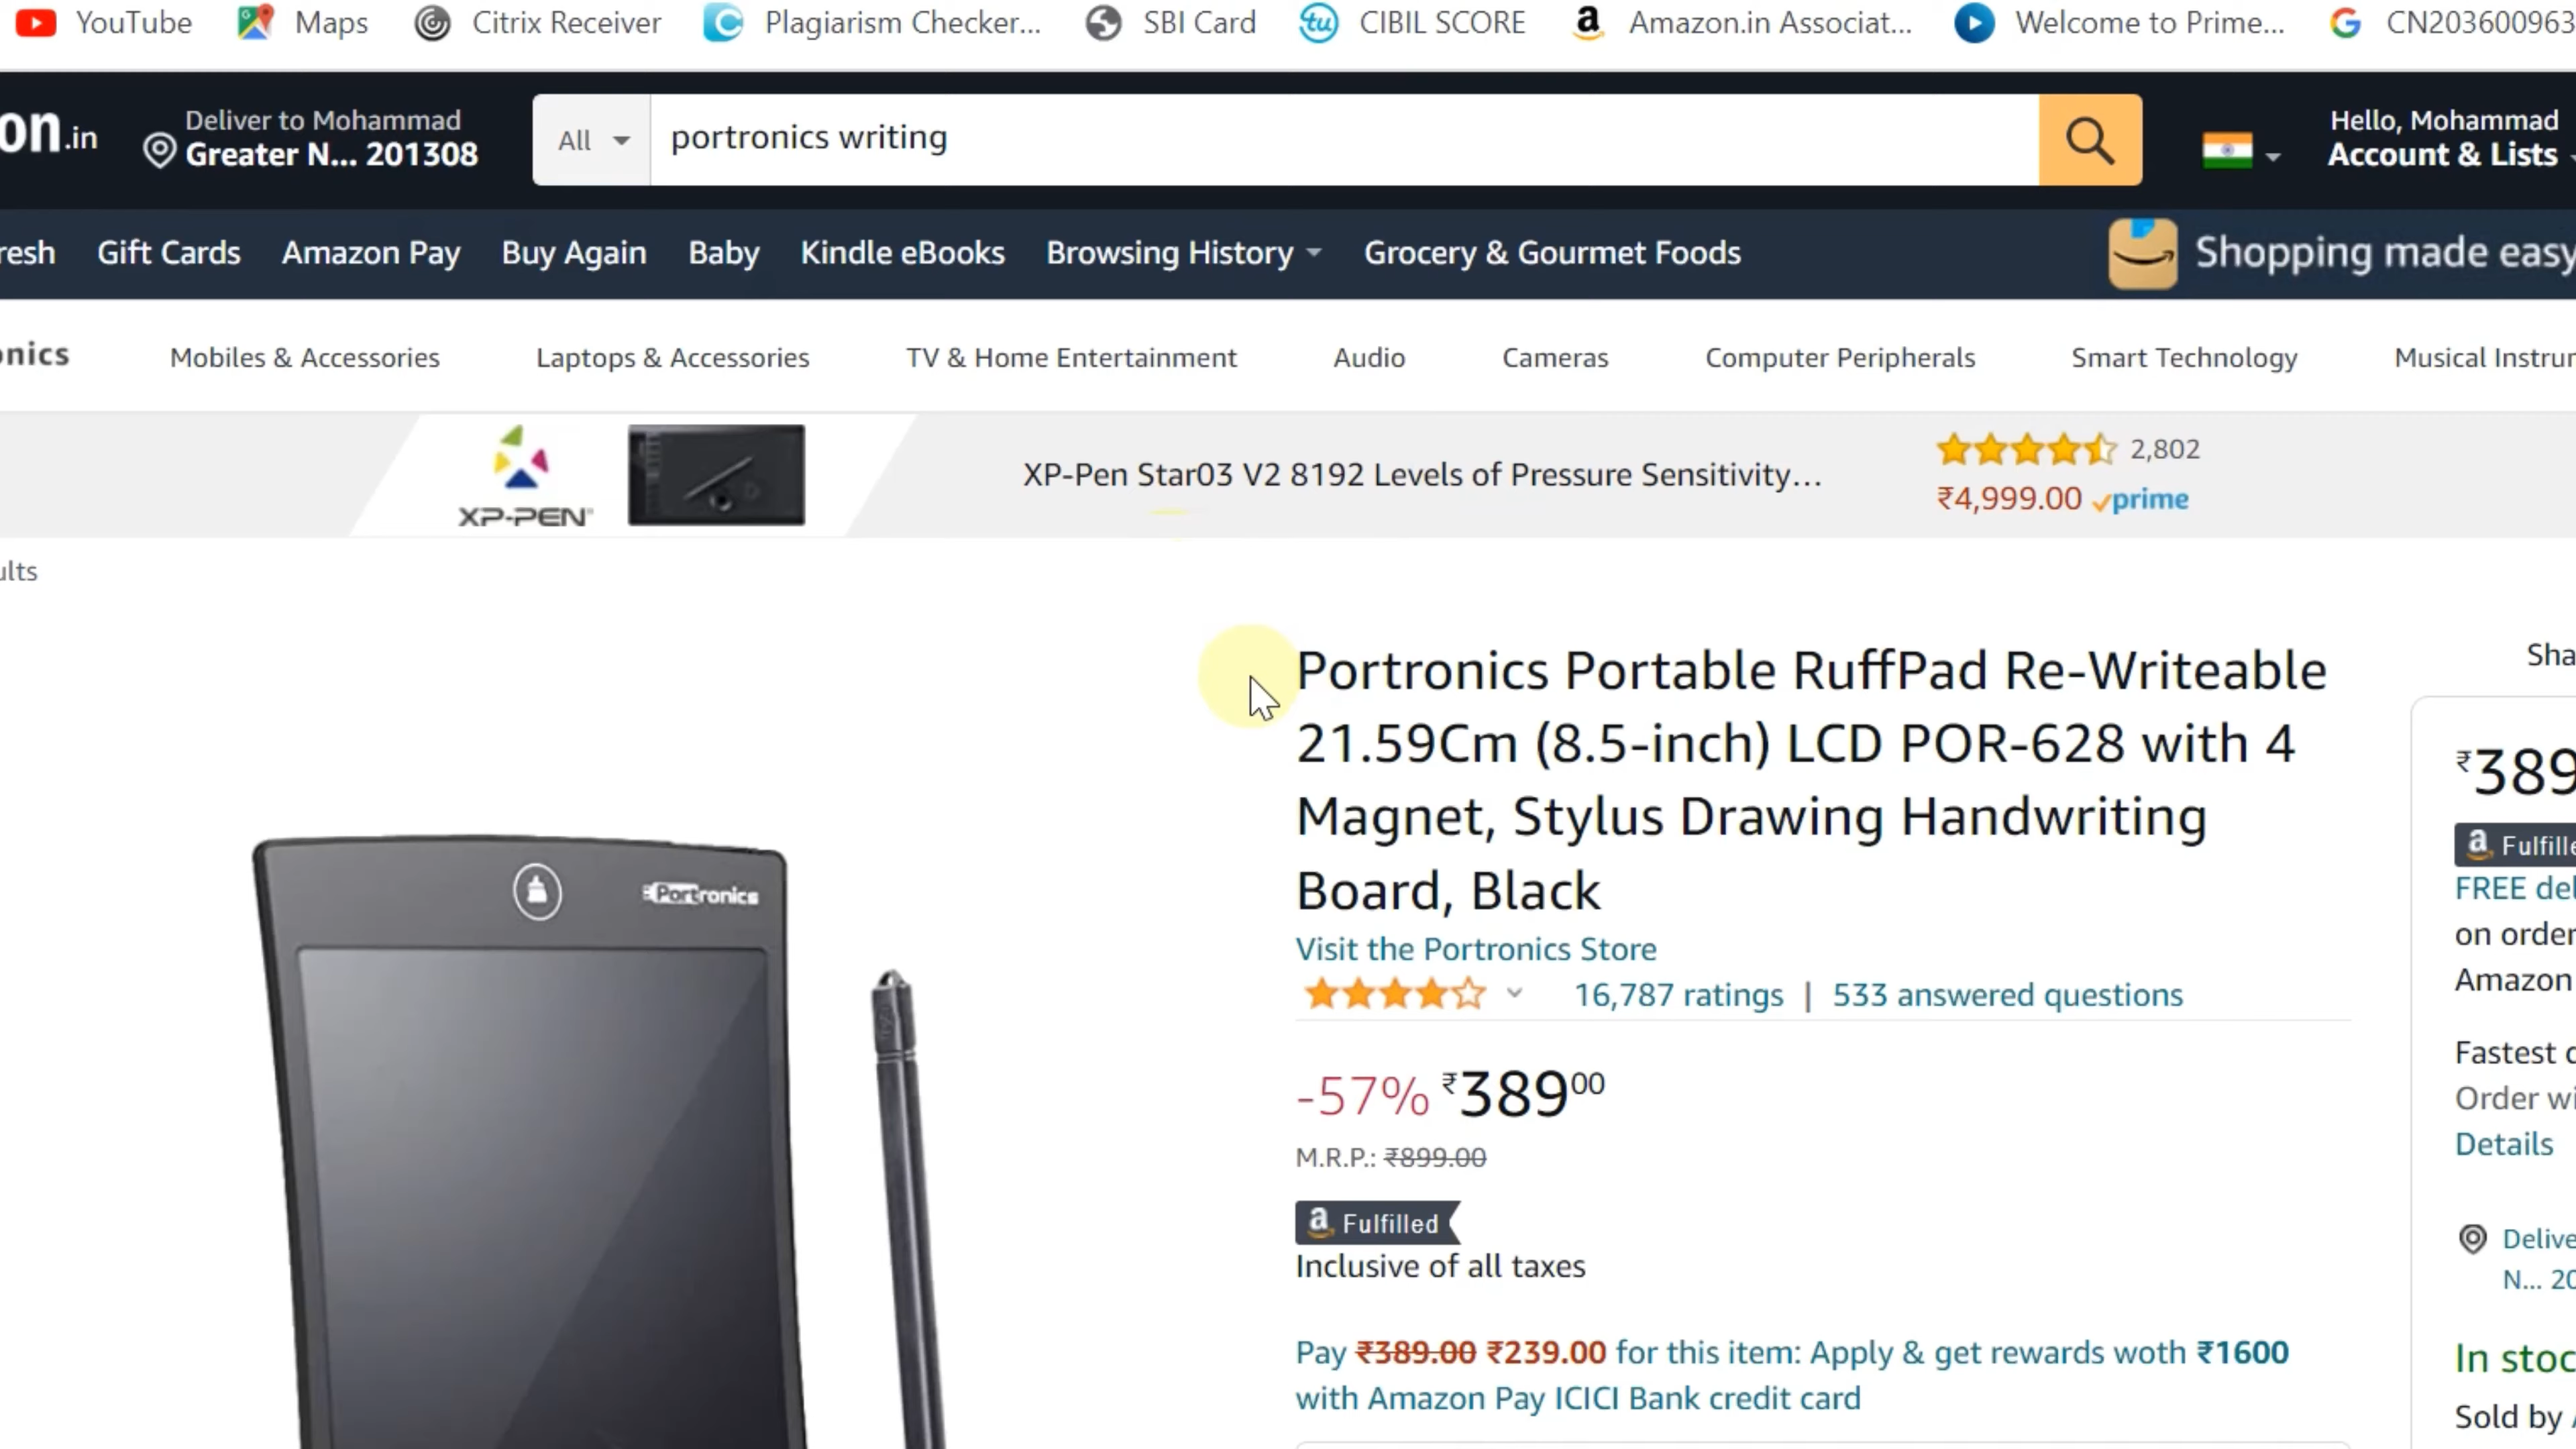 YouTube Maps Citrix Receiver Plagiarism Checker... SBI Card CIBIL SCORE Amazon.in Associat... Welcome to Prime... CN203600963
on.in Deliver to Mohammad
Greater N... 201308
All portronics writing
Hello, Mohammad
Account & Lists
resh Gift Cards Amazon Pay Buy Again Baby Kindle eBooks Browsing History Grocery & Gourmet Foods Shopping made easy
onics Mobiles & Accessories Laptops & Accessories TV & Home Entertainment Audio Cameras Computer Peripherals Smart Technology Musical Instrum
XP-PEN
XP-Pen Star03 V2 8192 Levels of Pressure Sensitivity...
2,802
₹4,999.00 prime
ults
Portronics
Portronics Portable RuffPad Re-Writeable
21.59Cm (8.5-inch) LCD POR-628 with 4
Magnet, Stylus Drawing Handwriting
Board, Black
Visit the Portronics Store
16,787 ratings | 533 answered questions
-57% ₹389 00
M.R.P.: ₹899.00
a Fulfilled
Inclusive of all taxes
Pay ₹389.00 ₹239.00 for this item: Apply & get rewards woth ₹1600
with Amazon Pay ICICI Bank credit card
Sha
₹389
a Fulfille
FREE del
on order
Amazon
Fastest d
Order wi
Details
Delive
N... 20
In stoc
Sold by